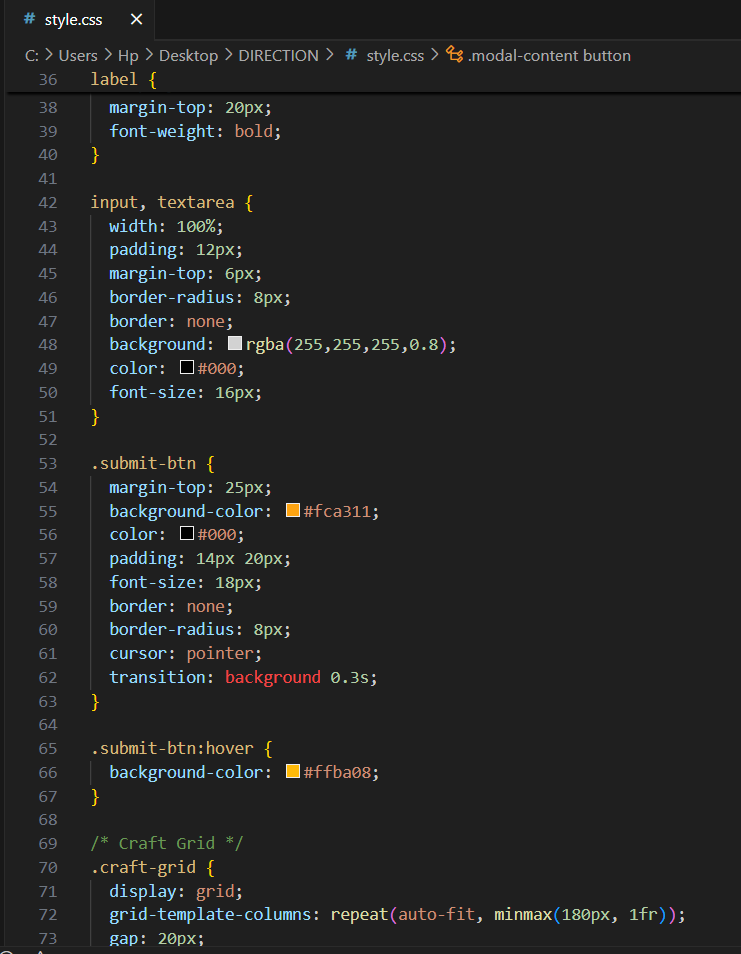 # style.css ×
C: > Users > Hp > Desktop > DIRECTION > # style.css > .modal-content button
36 label {
38 margin-top: 20px;
39 font-weight: bold;
40 }
41
42 input, textarea {
43 width: 100%;
44 padding: 12px;
45 margin-top: 6px;
46 border-radius: 8px;
47 border: none;
48 background: rgba(255,255,255,0.8);
49 color: #000;
50 font-size: 16px;
51 }
52
53 .submit-btn {
54 margin-top: 25px;
55 background-color: #fca311;
56 color: #000;
57 padding: 14px 20px;
58 font-size: 18px;
59 border: none;
60 border-radius: 8px;
61 cursor: pointer;
62 transition: background 0.3s;
63 }
64
65 .submit-btn:hover {
66 background-color: #ffba08;
67 }
68
69 /* Craft Grid */
70 .craft-grid {
71 display: grid;
72 grid-template-columns: repeat(auto-fit, minmax(180px, 1fr));
73 gap: 20px;